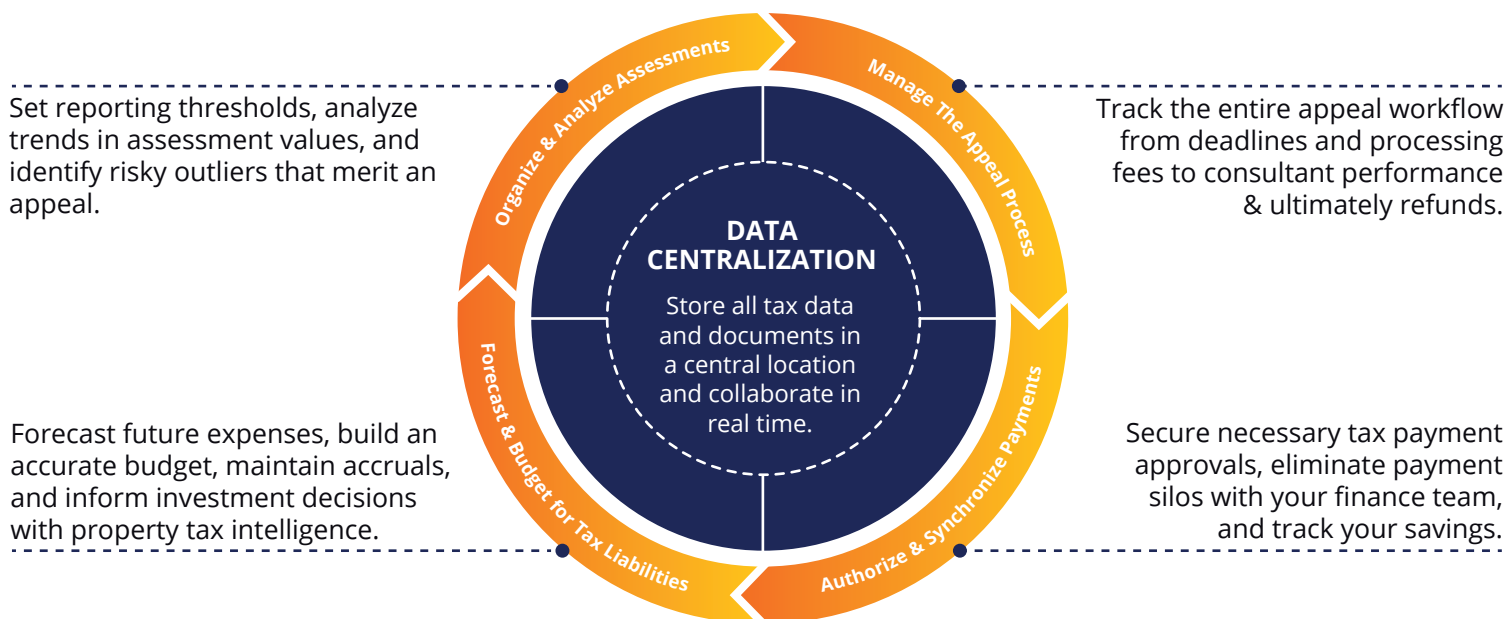 Organize & Analyze Assessments
Set reporting thresholds, analyze
trends in assessment values, and
identify risky outliers that merit an
appeal.
Manage The Appeal Process
Track the entire appeal workflow
from deadlines and processing
fees to consultant performance
& ultimately refunds.
DATA
CENTRALIZATION
Store all tax data
and documents in
a central location
and collaborate in
real time.
Authorize & Synchronize Payments
Secure necessary tax payment
approvals, eliminate payment
silos with your finance team,
and track your savings.
Forecast & Budget for Tax Liabilities
Forecast future expenses, build an
accurate budget, maintain accruals,
and inform investment decisions
with property tax intelligence.